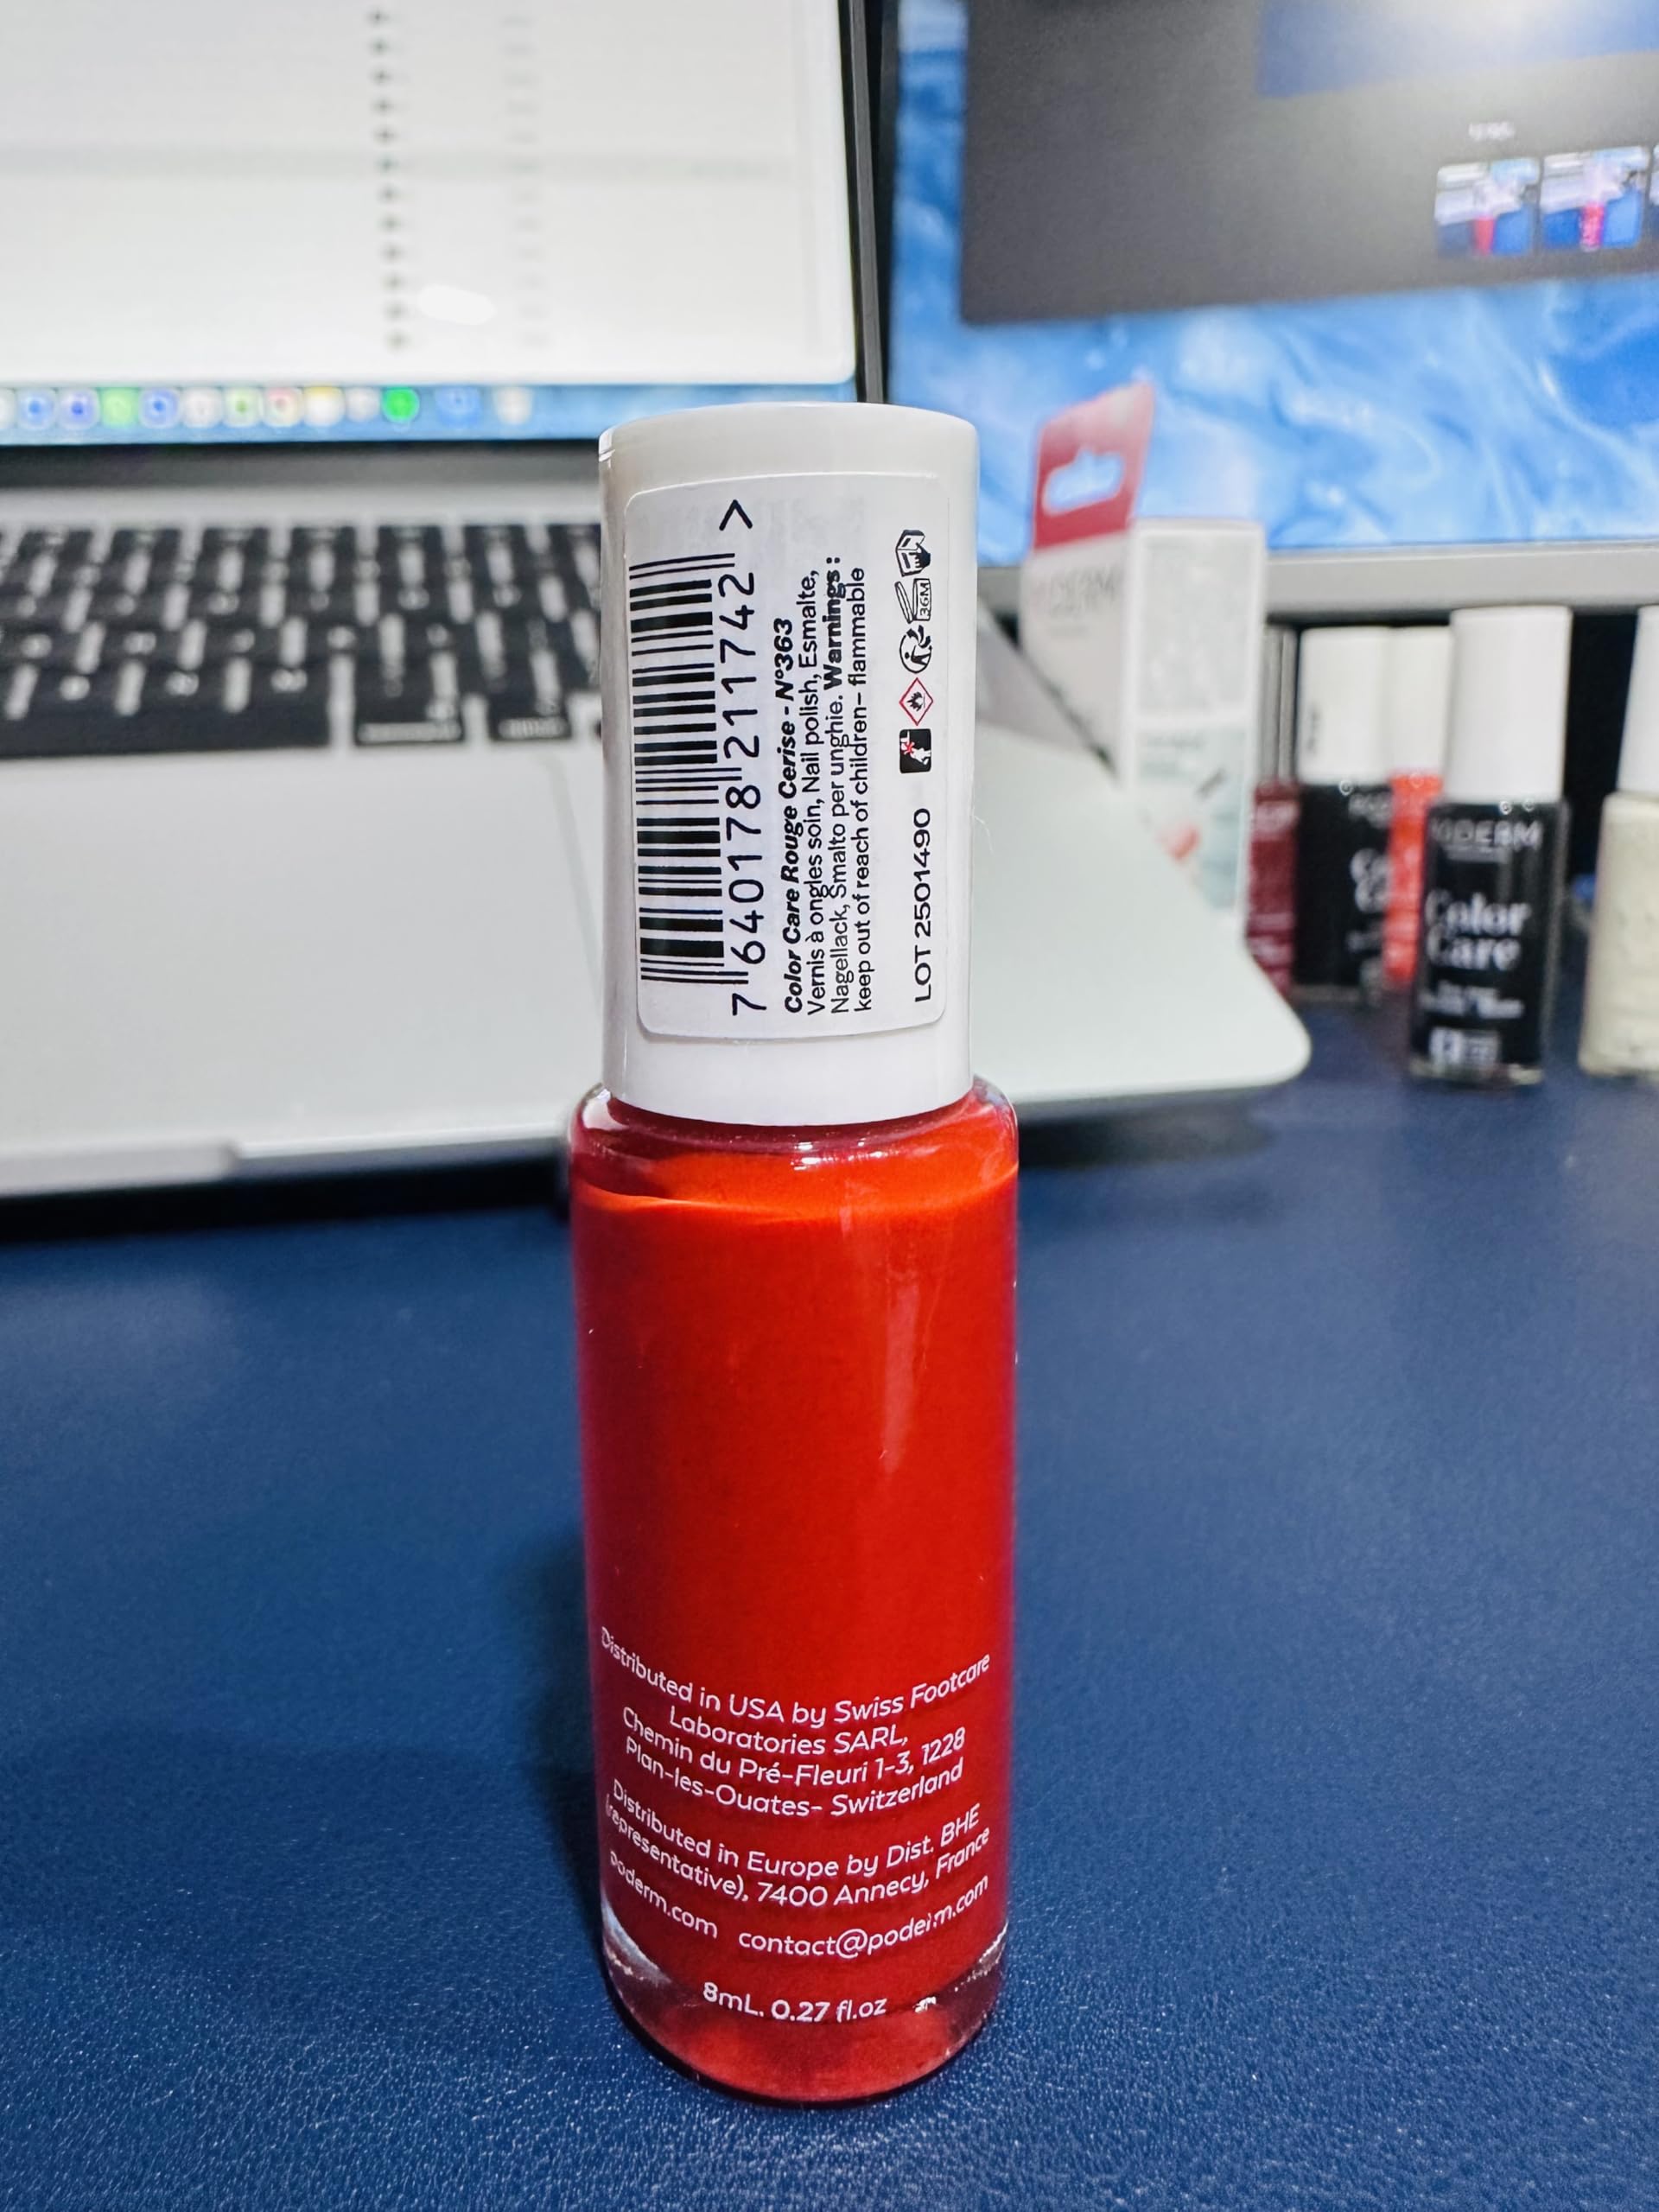 7 640178 211742 >
Color Care Rouge Cerise - N°363
Vernis à ongles soin, Nail polish, Esmalte,
Nagellack, Smalto per unghie. Warnings :
keep out of reach of children- flammable
36M
LOT 2501490
Distributed in USA by Swiss Footcare
Laboratories SARL,
Chemin du Pré-Fleuri 1-3, 1228
Plan-les-Ouates- Switzerland
Distributed in Europe by Dist. BHE
(representative), 7400 Annecy, France
poderm.com contact@poderm.com
8mL. 0.27 fl.oz
PODERM
Color
Care